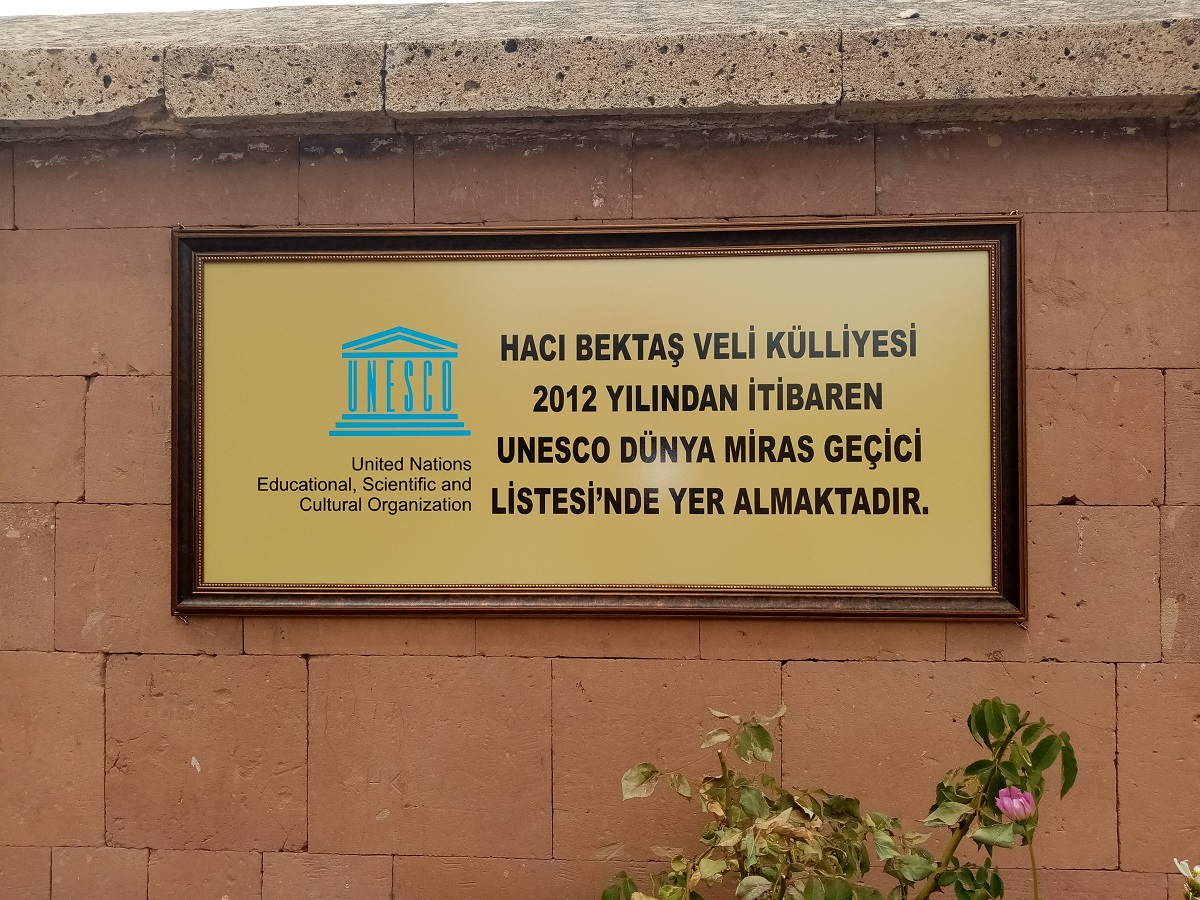 UNESCO
United Nations
Educational, Scientific and
Cultural Organization
HACI BEKTAŞ VELİ KÜLLİYESİ
2012 YILINDAN İTİBAREN
UNESCO DÜNYA MİRAS GEÇİCİ
LİSTESİ’NDE YER ALMAKTADIR.